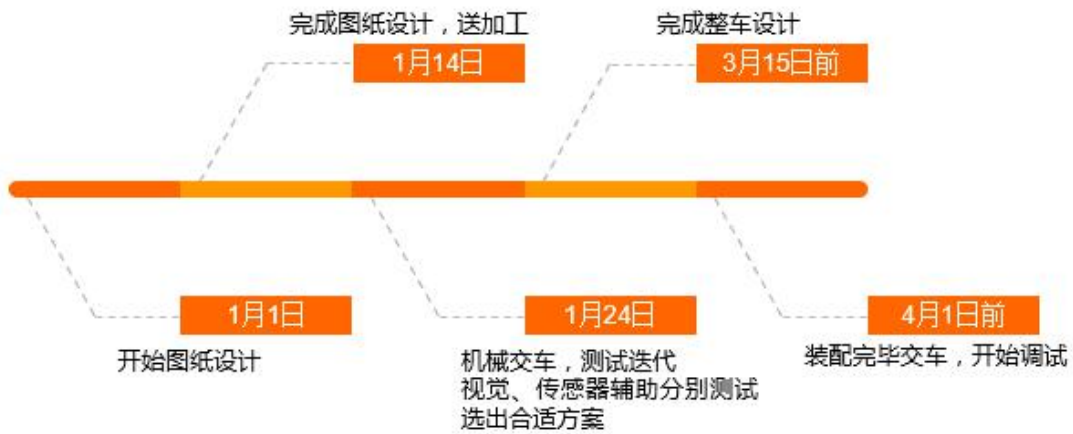 完成图纸设计，送加工
1月14日
完成整车设计
3月15日前
1月1日
开始图纸设计
1月24日
机械交车，测试迭代
视觉、传感器辅助分别测试
选出合适方案
4月1日前
装配完毕交车，开始调试